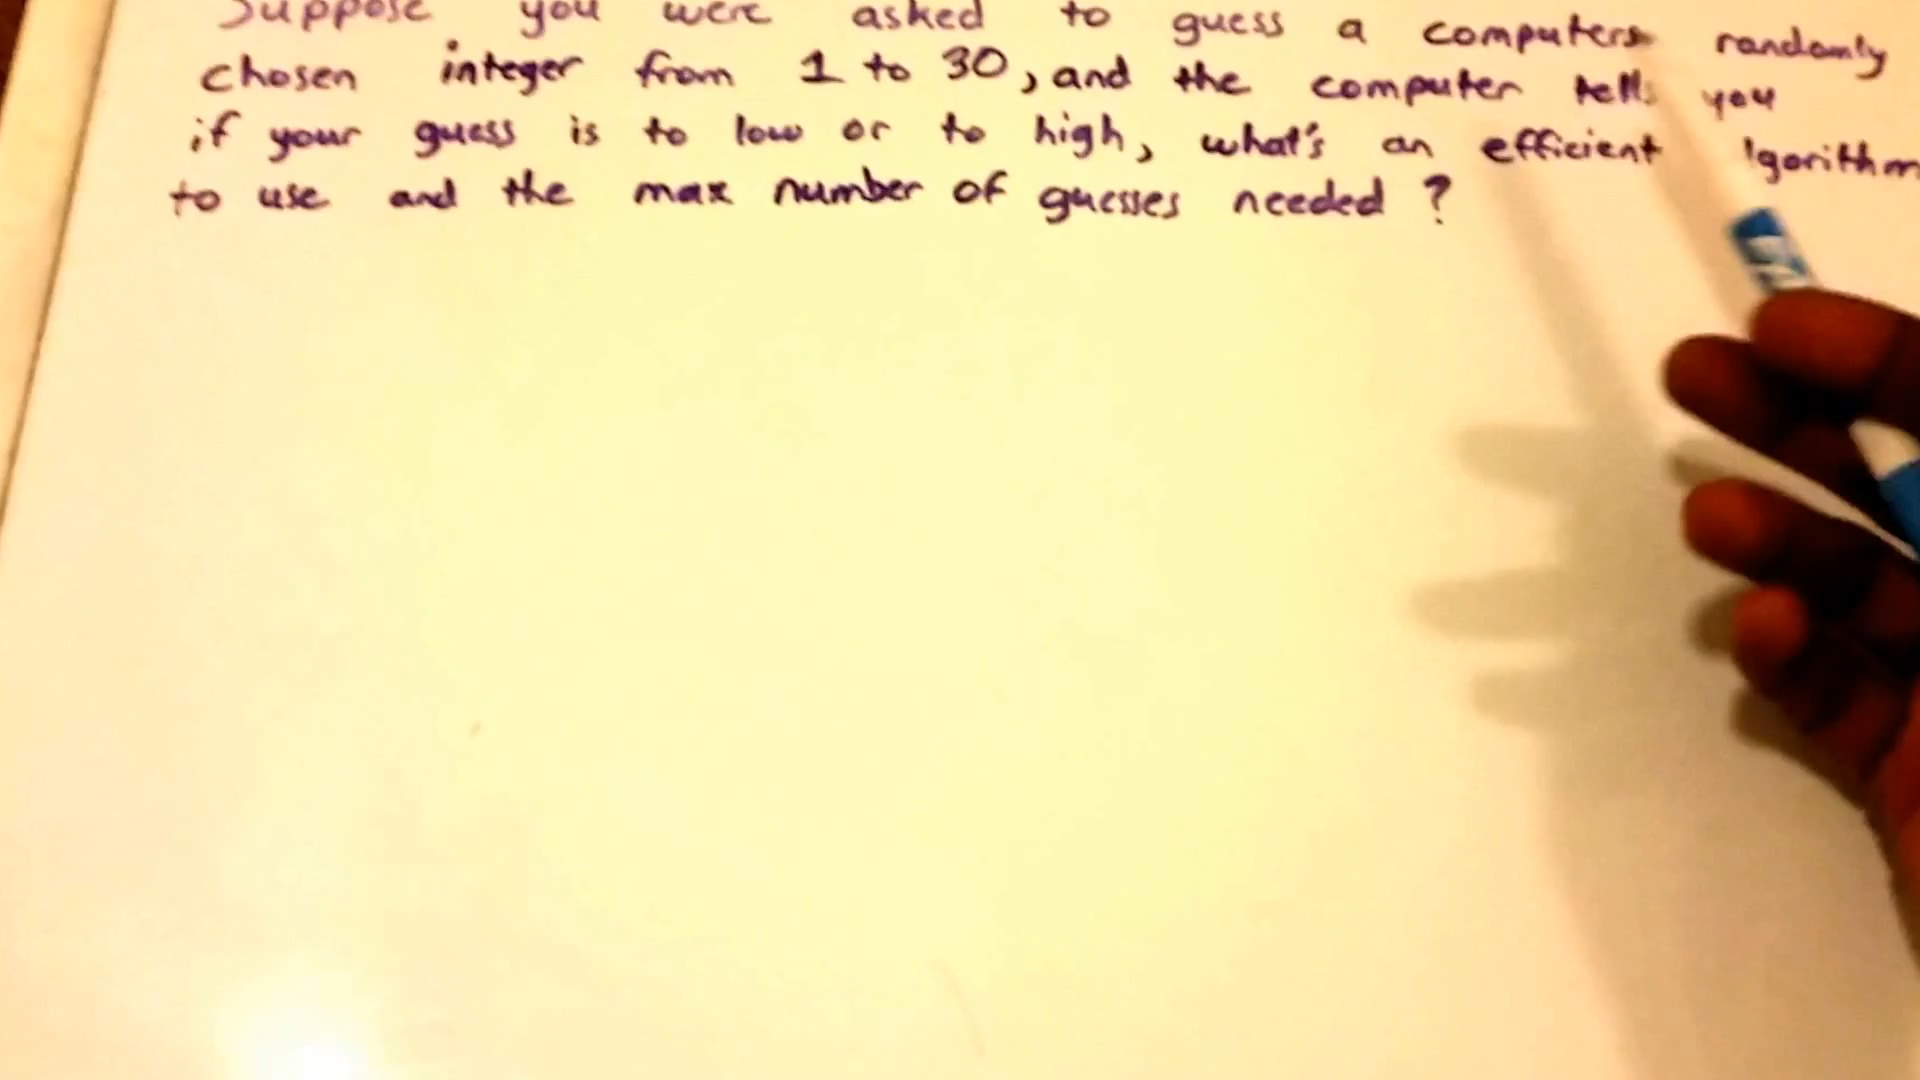 Suppose you were asked to guess a computers randomly
chosen integer from 1 to 30, and the computer tells you
if your guess is to low or to high, what's an efficient lgorithm
to use and the max number of guesses needed ?